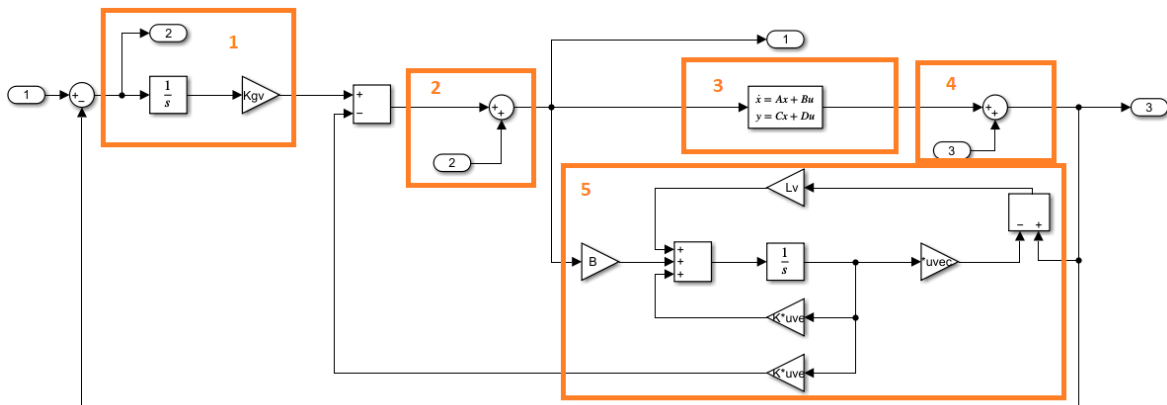 1
2
1
+
−
1
s
Kgv
+
−
2
+
+
2
1
3
ẋ = Ax + Bu
y = Cx + Du
4
+
+
3
3
5
Lv
− +
B
+
+
+
1
s
*uvec
K*uve
K*uve